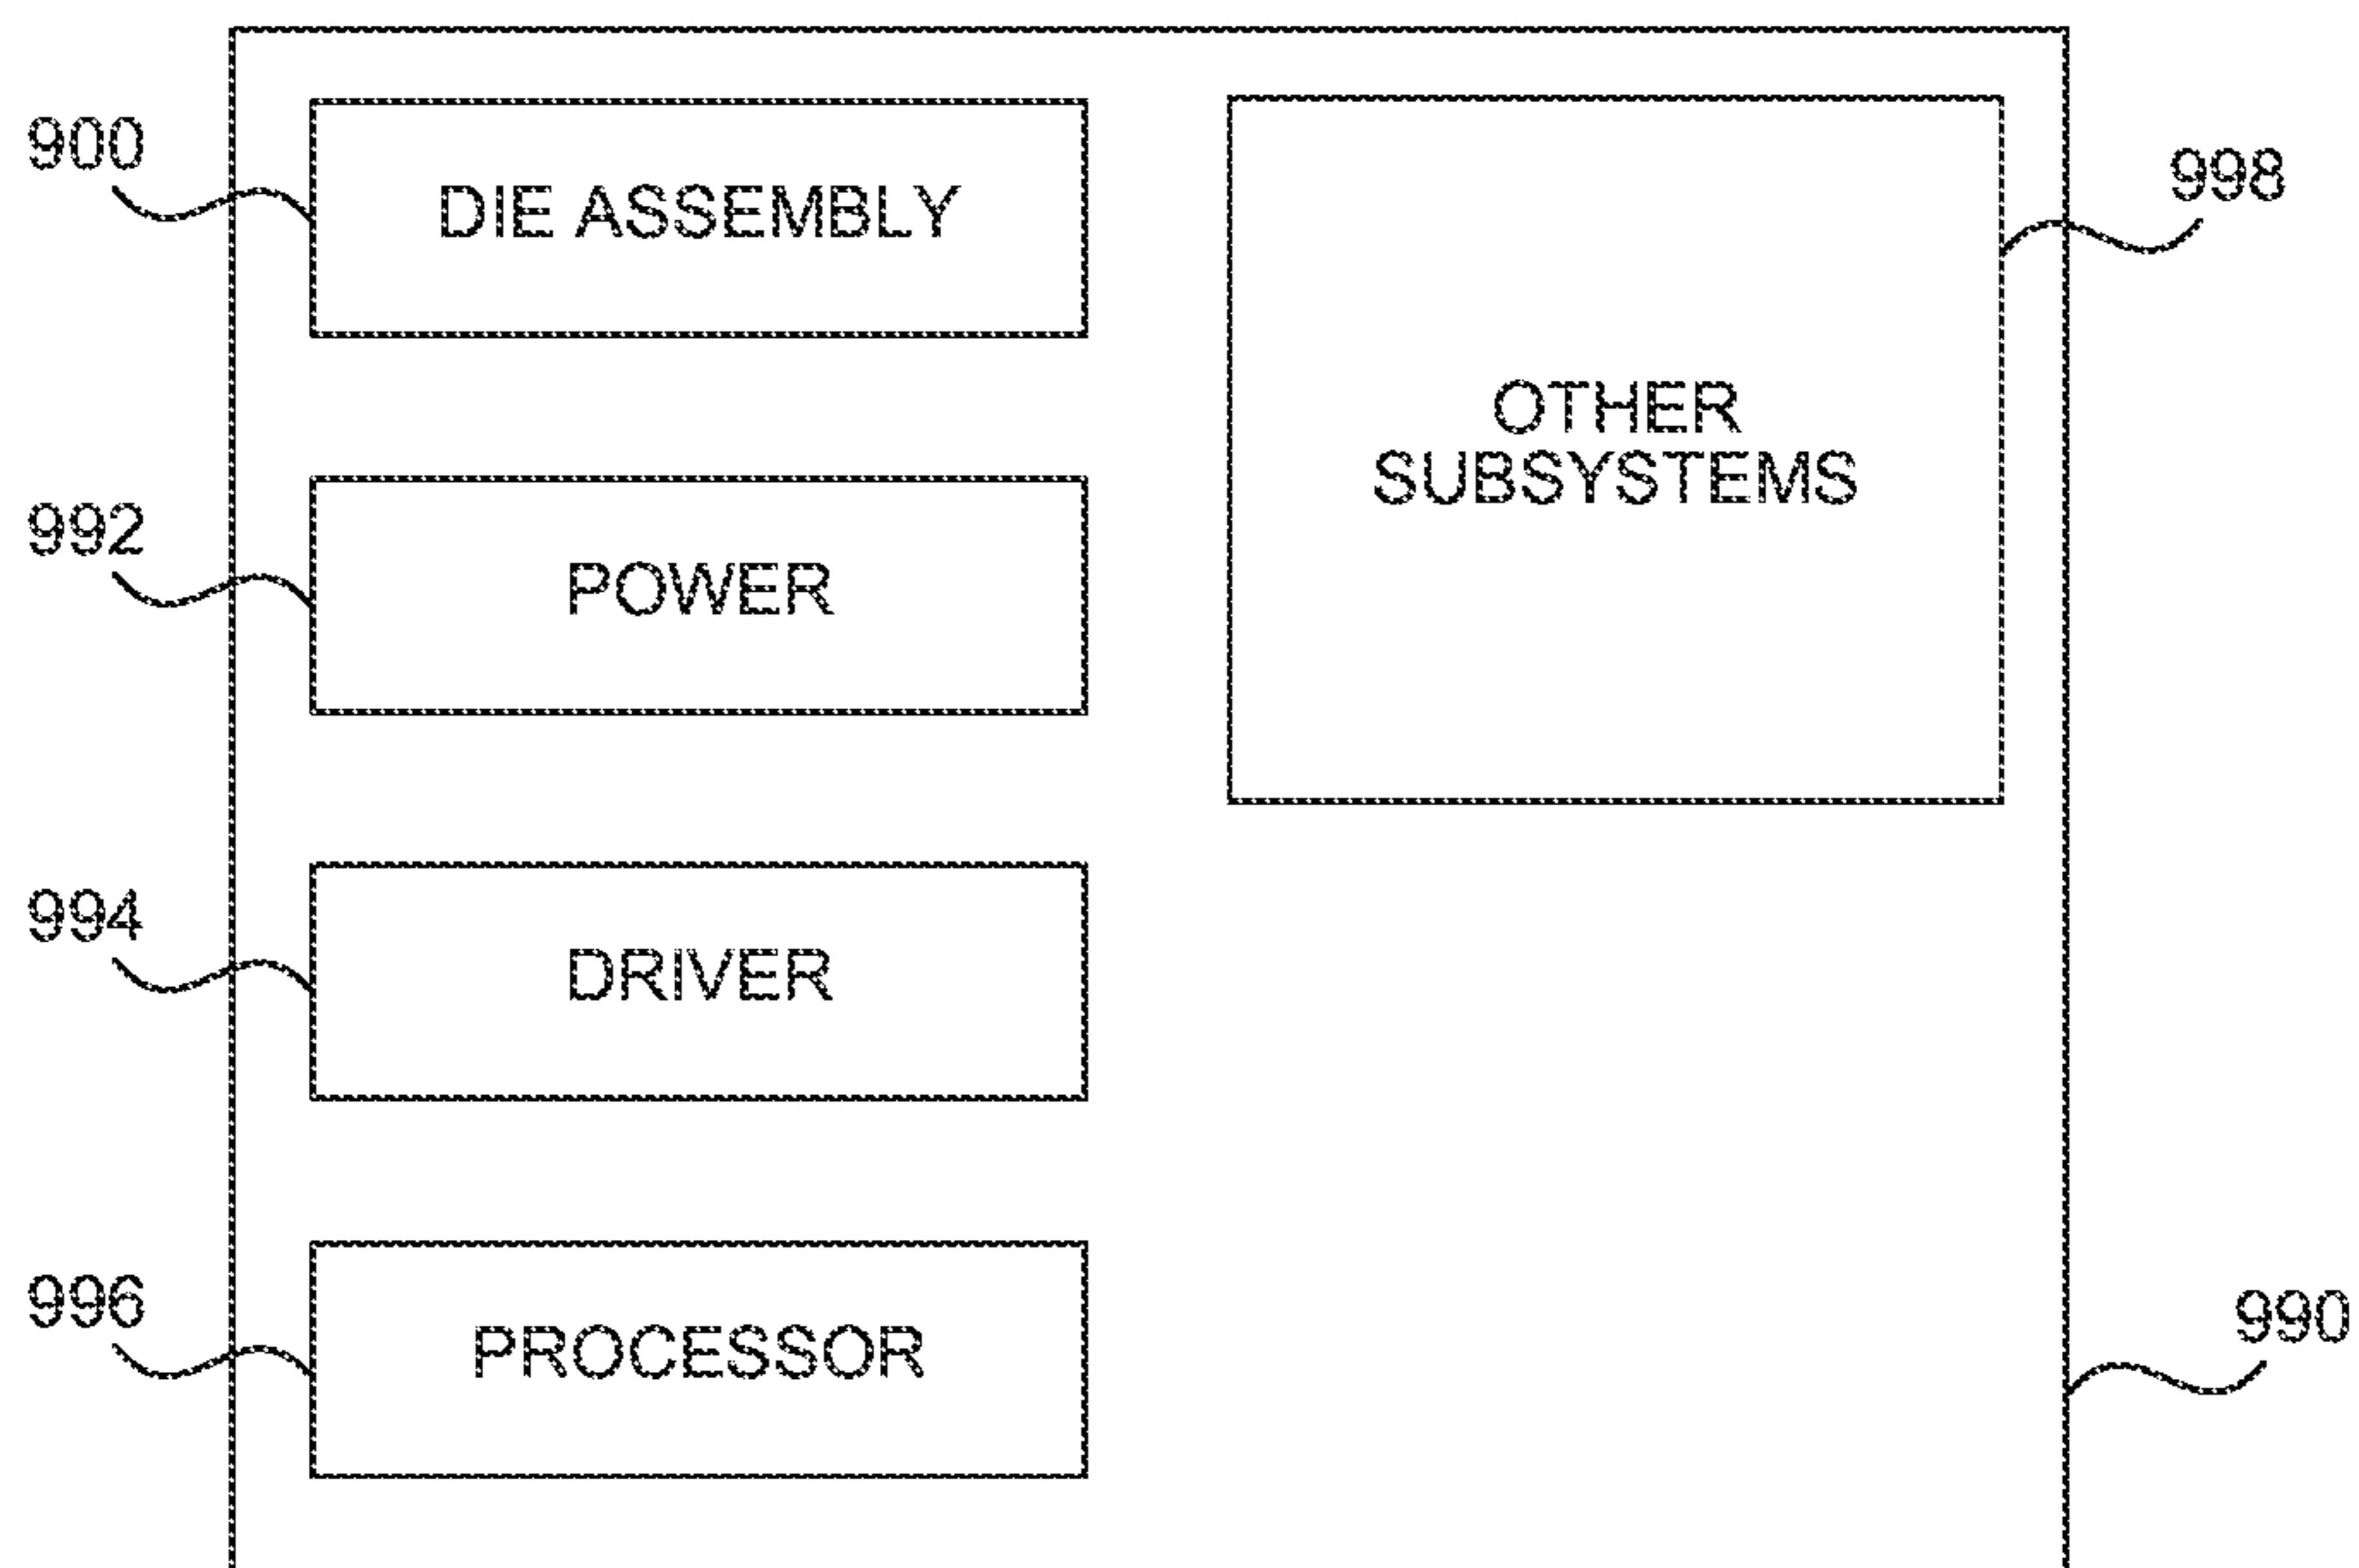 900
DIE ASSEMBLY
998
OTHER
SUBSYSTEMS
992
POWER
994
DRIVER
996
PROCESSOR
990